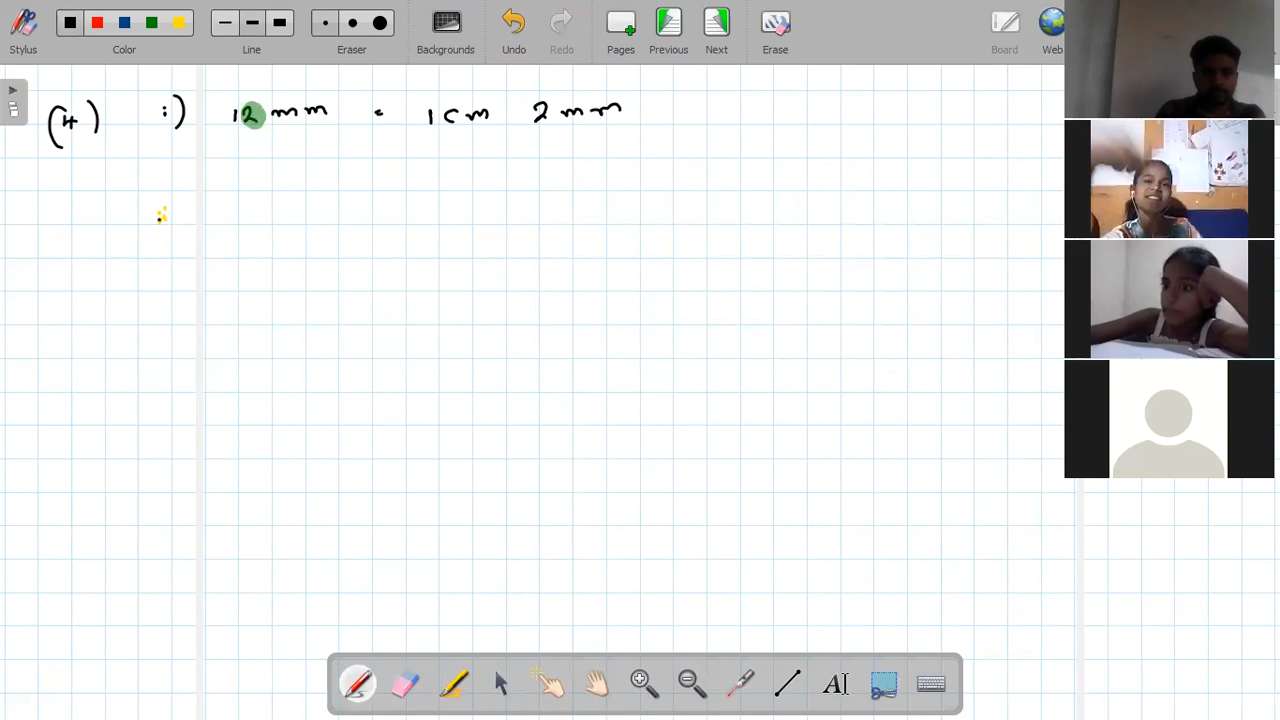 Stylus Color Line Eraser Backgrounds Undo Redo Pages Previous Next Erase Board Web
(4) i) 12 mm = 1 cm 2 mm